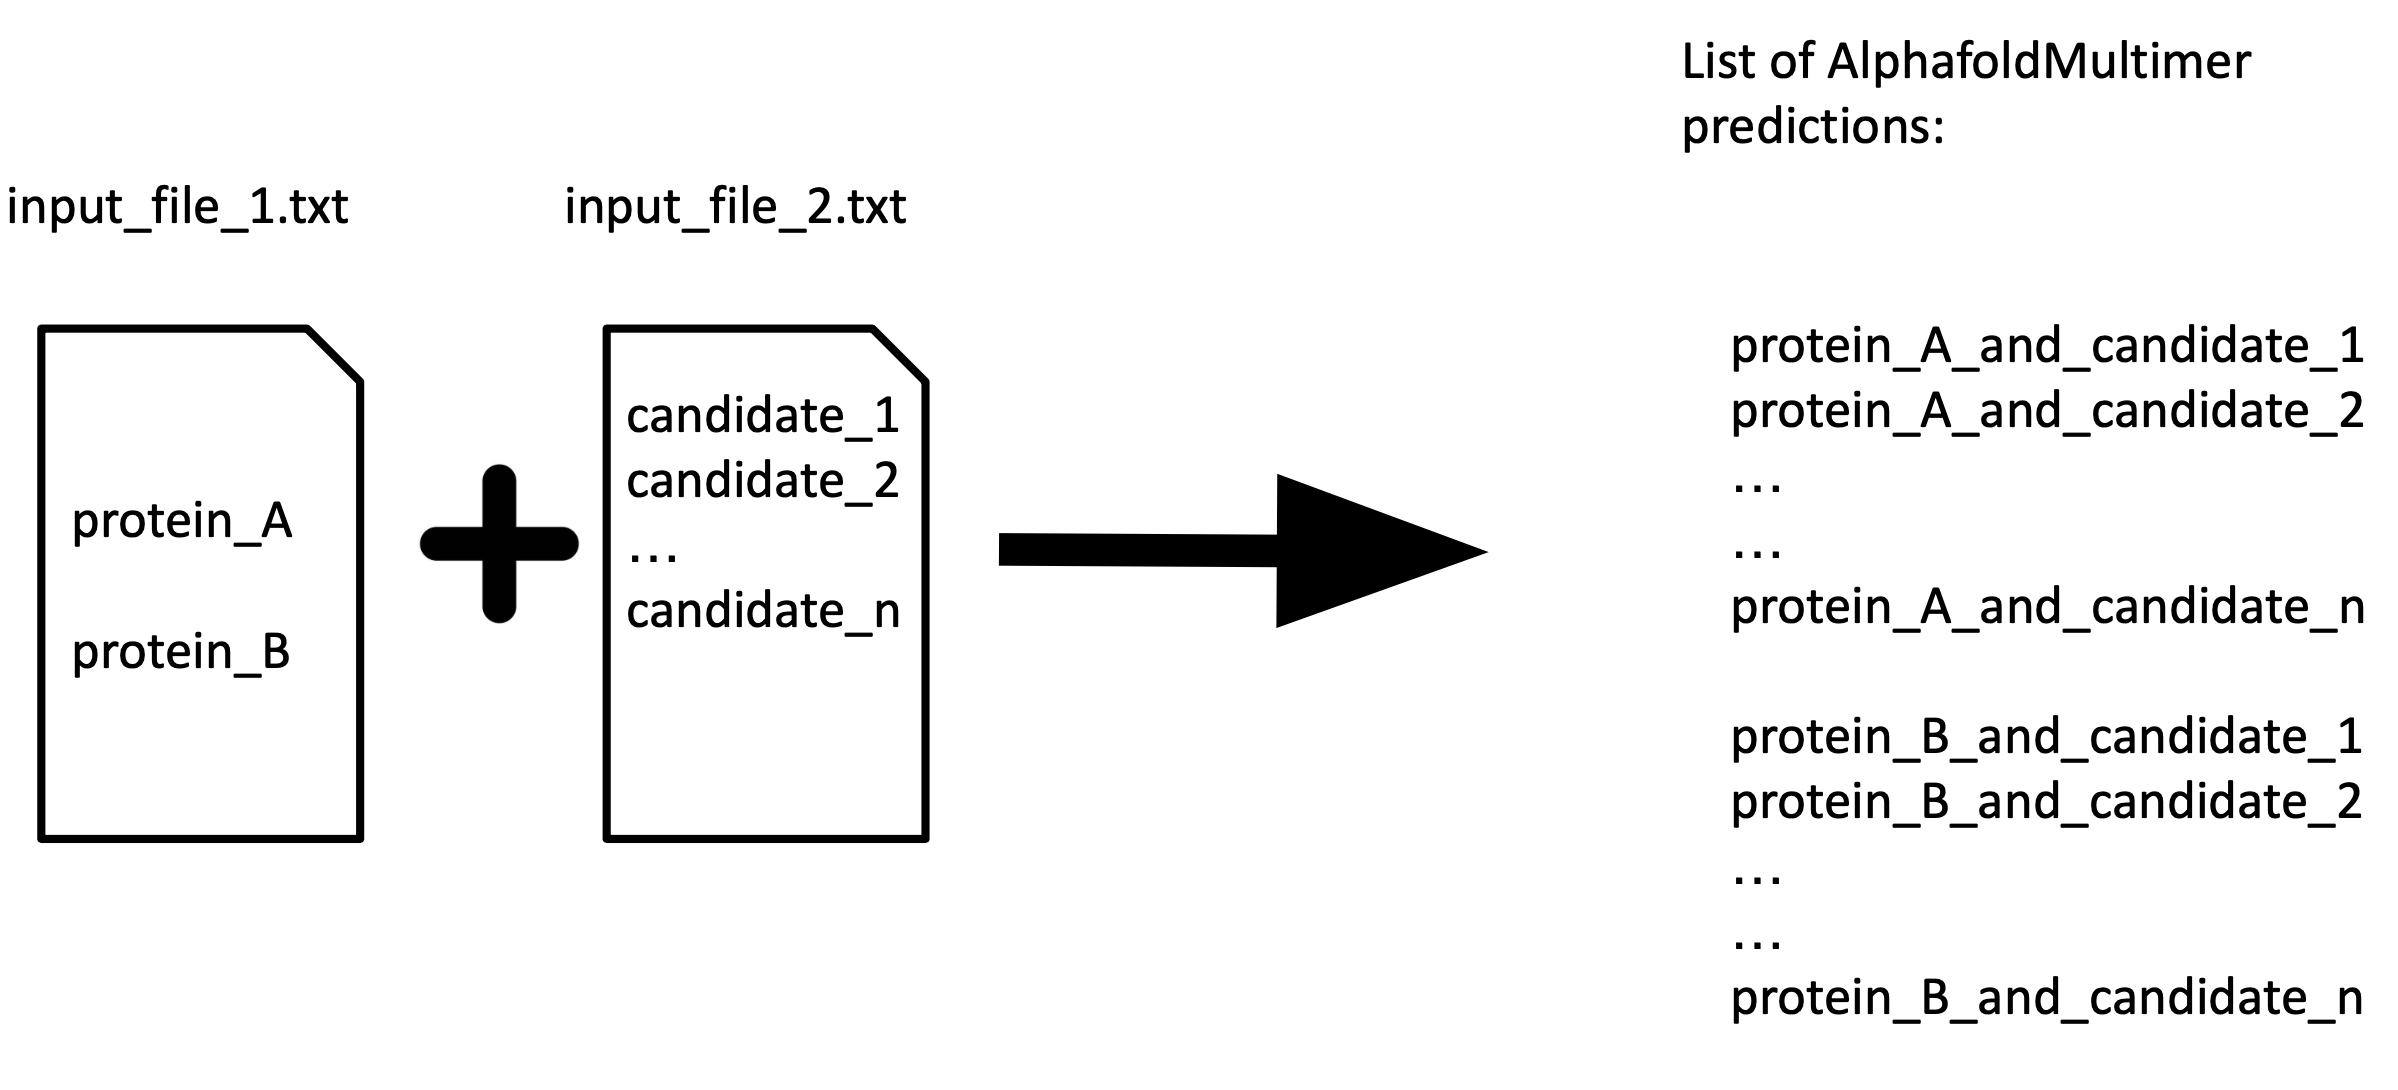 input_file_1.txt
protein_A
protein_B
input_file_2.txt
candidate_1
candidate_2
...
candidate_n
List of AlphafoldMultimer
predictions:
protein_A_and_candidate_1
protein_A_and_candidate_2
...
...
protein_A_and_candidate_n
protein_B_and_candidate_1
protein_B_and_candidate_2
...
...
protein_B_and_candidate_n